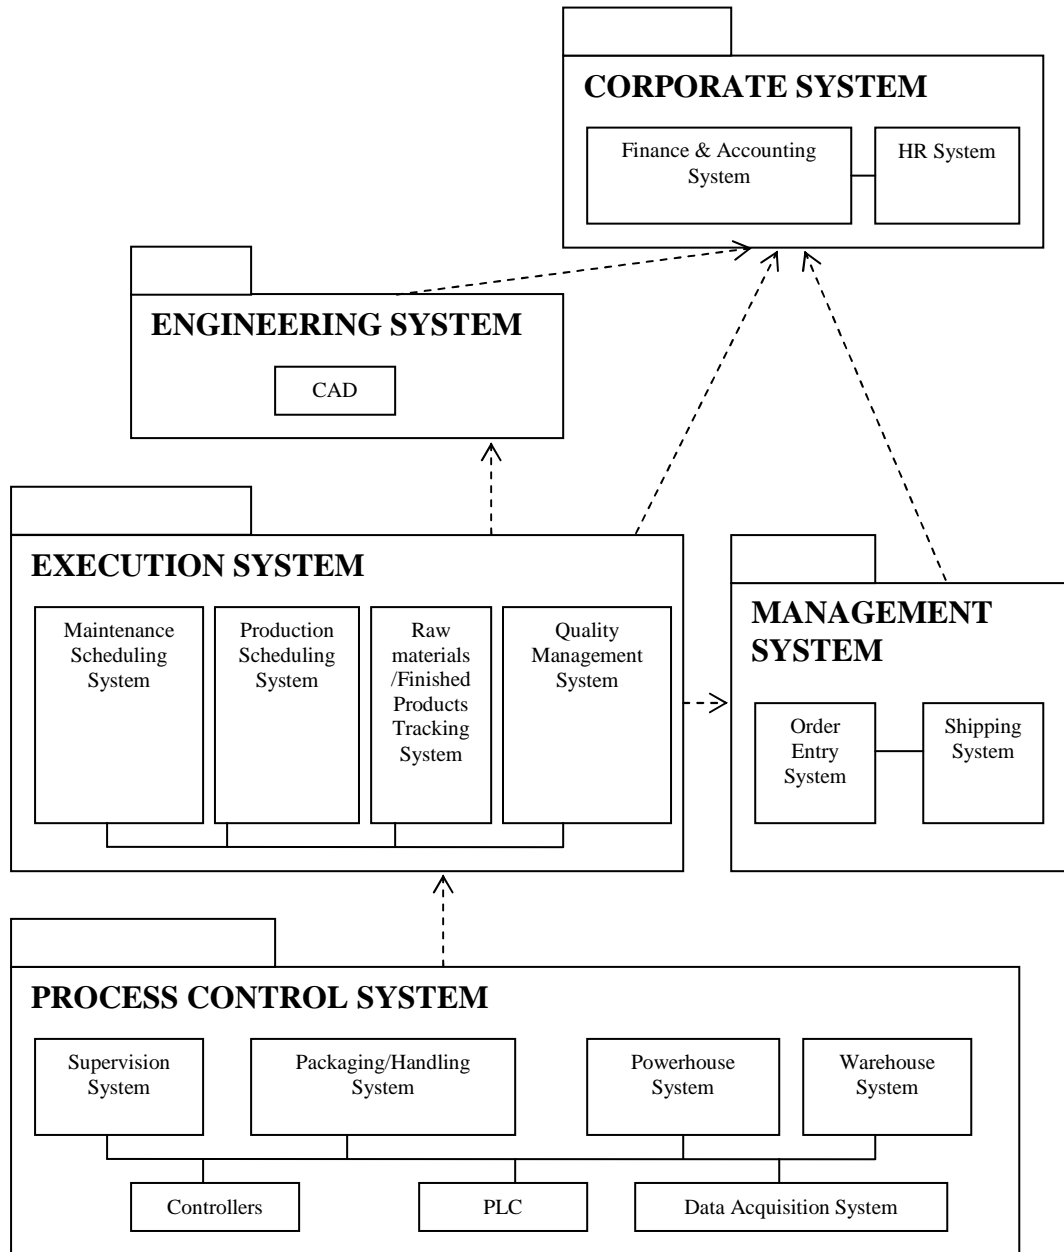 CORPORATE SYSTEM
Finance & Accounting
System
HR System
ENGINEERING SYSTEM
CAD
EXECUTION SYSTEM
Maintenance
Scheduling
System
Production
Scheduling
System
Raw
materials
/Finished
Products
Tracking
System
Quality
Management
System
MANAGEMENT
SYSTEM
Order
Entry
System
Shipping
System
PROCESS CONTROL SYSTEM
Supervision
System
Packaging/Handling
System
Powerhouse
System
Warehouse
System
Controllers
PLC
Data Acquisition System